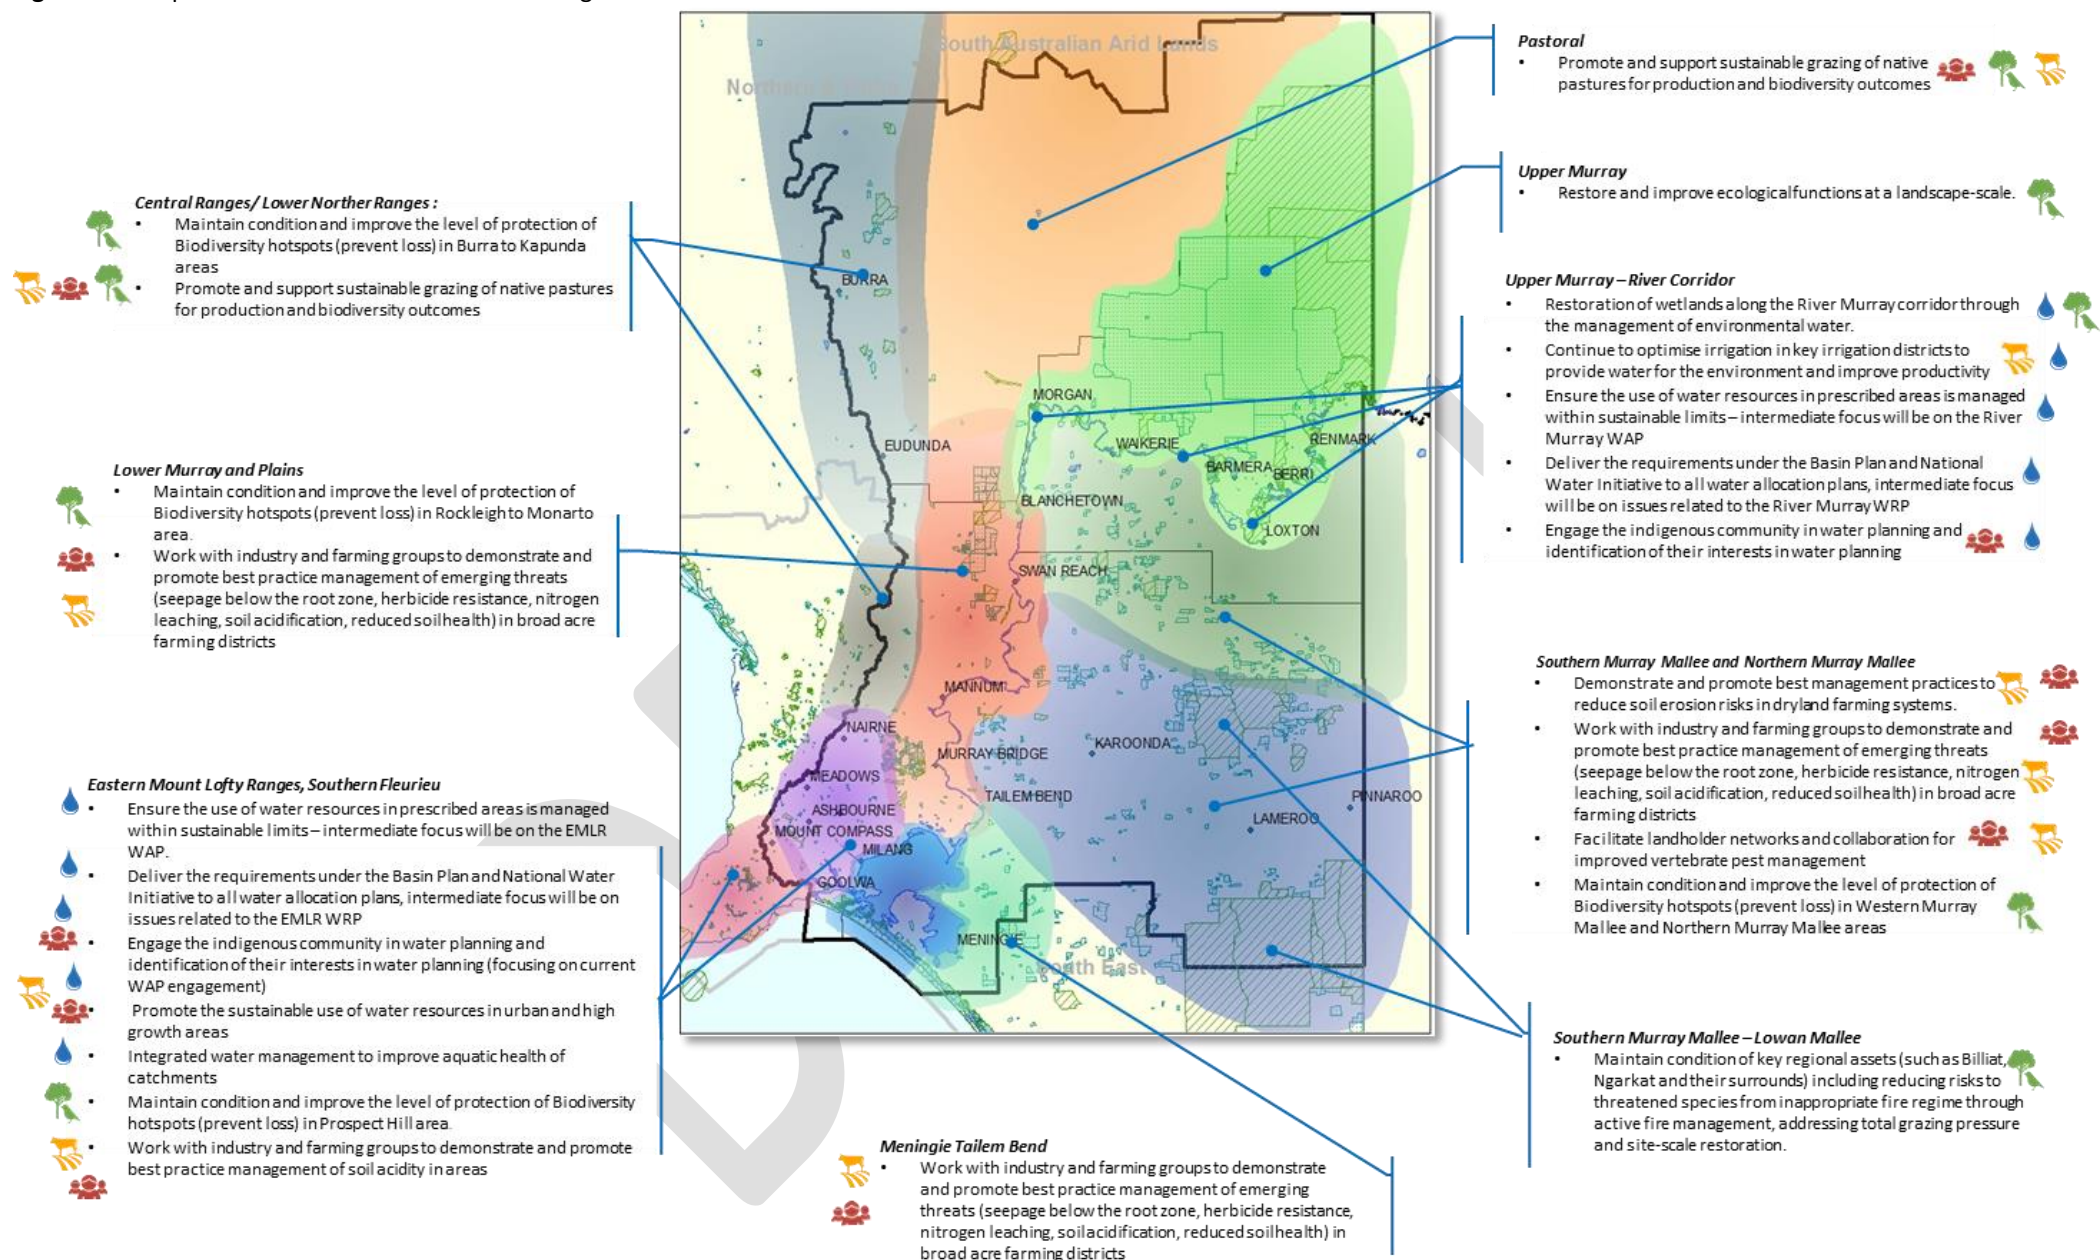 Pastoral
• Promote and support sustainable grazing of native
pastures for production and biodiversity outcomes
Upper Murray
• Restore and improve ecological functions at a landscape-scale.
Upper Murray – River Corridor
• Restoration of wetlands along the River Murray corridor through
the management of environmental water.
• Continue to optimise irrigation in key irrigation districts to
provide water for the environment and improve productivity
• Ensure the use of water resources in prescribed areas is managed
within sustainable limits – intermediate focus will be on the River
Murray WAP
• Deliver the requirements under the Basin Plan and National
Water Initiative to all water allocation plans, intermediate focus
will be on issues related to the River Murray WRP
• Engage the indigenous community in water planning and
identification of their interests in water planning
Southern Murray Mallee and Northern Murray Mallee
• Demonstrate and promote best management practices to
reduce soil erosion risks in dryland farming systems.
• Work with industry and farming groups to demonstrate and
promote best practice management of emerging threats
(seepage below the root zone, herbicide resistance, nitrogen
leaching, soil acidification, reduced soil health) in broad acre
farming districts
• Facilitate landholder networks and collaboration for
improved vertebrate pest management
• Maintain condition and improve the level of protection of
Biodiversity hotspots (prevent loss) in Western Murray
Mallee and Northern Murray Mallee areas
Southern Murray Mallee – Lowan Mallee
• Maintain condition of key regional assets (such as Billiat,
Ngarkat and their surrounds) including reducing risks to
threatened species from inappropriate fire regime through
active fire management, addressing total grazing pressure
and site-scale restoration.
Central Ranges/ Lower Norther Ranges :
• Maintain condition and improve the level of protection of
Biodiversity hotspots (prevent loss) in Burra to Kapunda
areas
• Promote and support sustainable grazing of native pastures
for production and biodiversity outcomes
Lower Murray and Plains
• Maintain condition and improve the level of protection of
Biodiversity hotspots (prevent loss) in Rockleigh to Monarto
area.
• Work with industry and farming groups to demonstrate and
promote best practice management of emerging threats
(seepage below the root zone, herbicide resistance, nitrogen
leaching, soil acidification, reduced soil health) in broad acre
farming districts
Eastern Mount Lofty Ranges, Southern Fleurieu
• Ensure the use of water resources in prescribed areas is managed
within sustainable limits – intermediate focus will be on the EMLR
WAP.
• Deliver the requirements under the Basin Plan and National Water
Initiative to all water allocation plans, intermediate focus will be on
issues related to the EMLR WRP
• Engage the indigenous community in water planning and
identification of their interests in water planning (focusing on current
WAP engagement)
• Promote the sustainable use of water resources in urban and high
growth areas
• Integrated water management to improve aquatic health of
catchments
• Maintain condition and improve the level of protection of Biodiversity
hotspots (prevent loss) in Prospect Hill area.
• Work with industry and farming groups to demonstrate and promote
best practice management of soil acidity in areas
Meningie Tailem Bend
• Work with industry and farming groups to demonstrate
and promote best practice management of emerging
threats (seepage below the root zone, herbicide resistance,
nitrogen leaching, soil acidification, reduced soil health) in
broad acre farming districts
South Australian Arid Lands
BURRA
MORGAN
EUDUNDA
WAIKERIE
RENMARK
BARMERA
BERRI
BLANCHETOWN
LOXTON
SWAN REACH
MANNUM
NAIRNE
MURRAY BRIDGE
KAROONDA
MEADOWS
TAILEM BEND
PINNAROO
ASHBOURNE
LAMEROO
MOUNT COMPASS
MILANG
GOOLWA
MENINGIE
South East